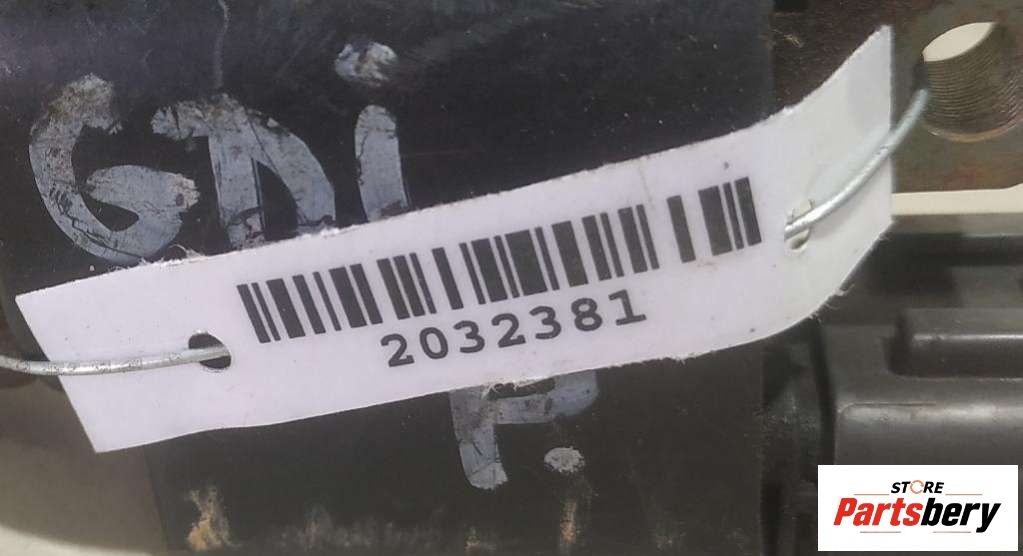 GDi
2032381
P.
STORE
Partsbery